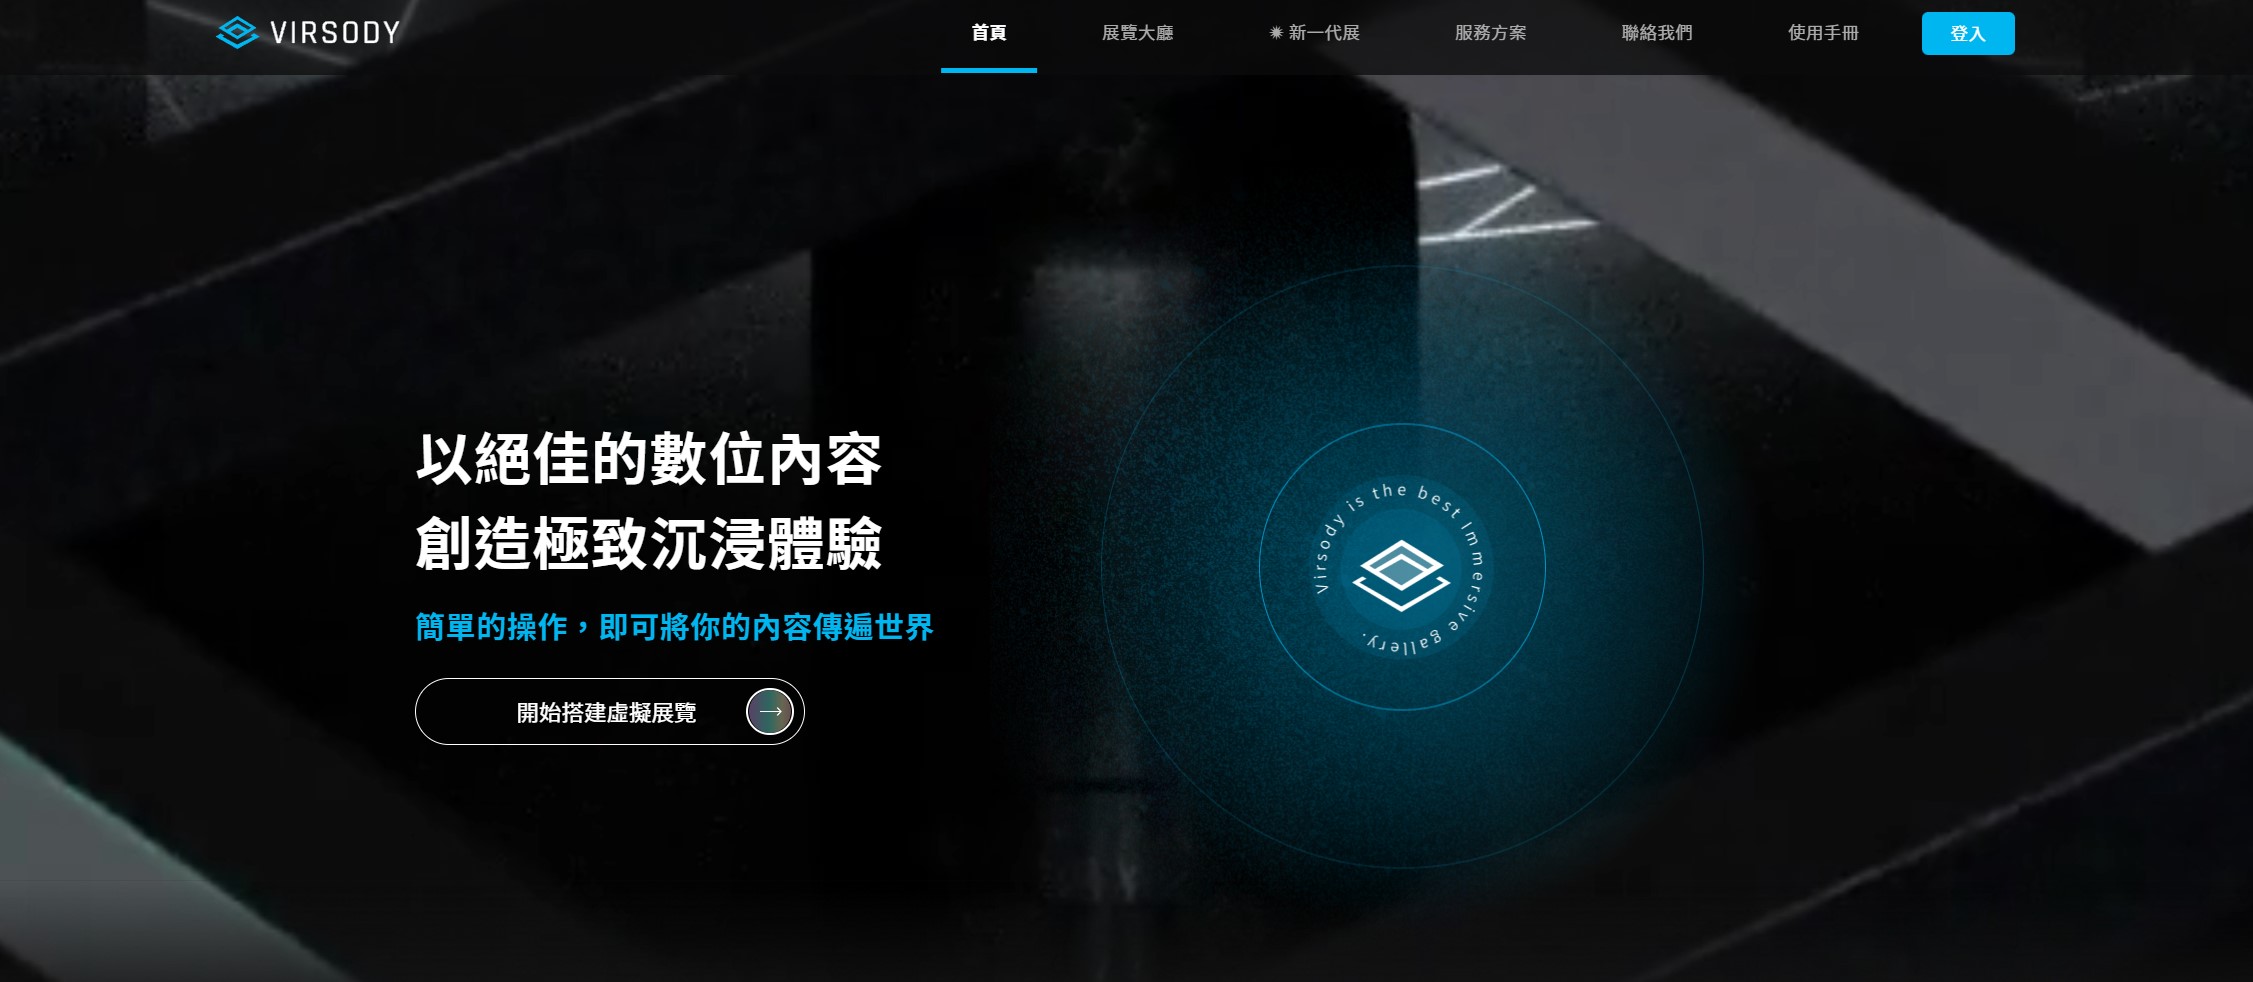 VIRSODY
首頁
展覽大廳
✹ 新一代展
服務方案
聯絡我們
使用手冊
登入
以絕佳的數位內容
創造極致沉浸體驗
簡單的操作，即可將你的內容傳遍世界
開始搭建虛擬展覽
Virsody is the best Immersive gallery.